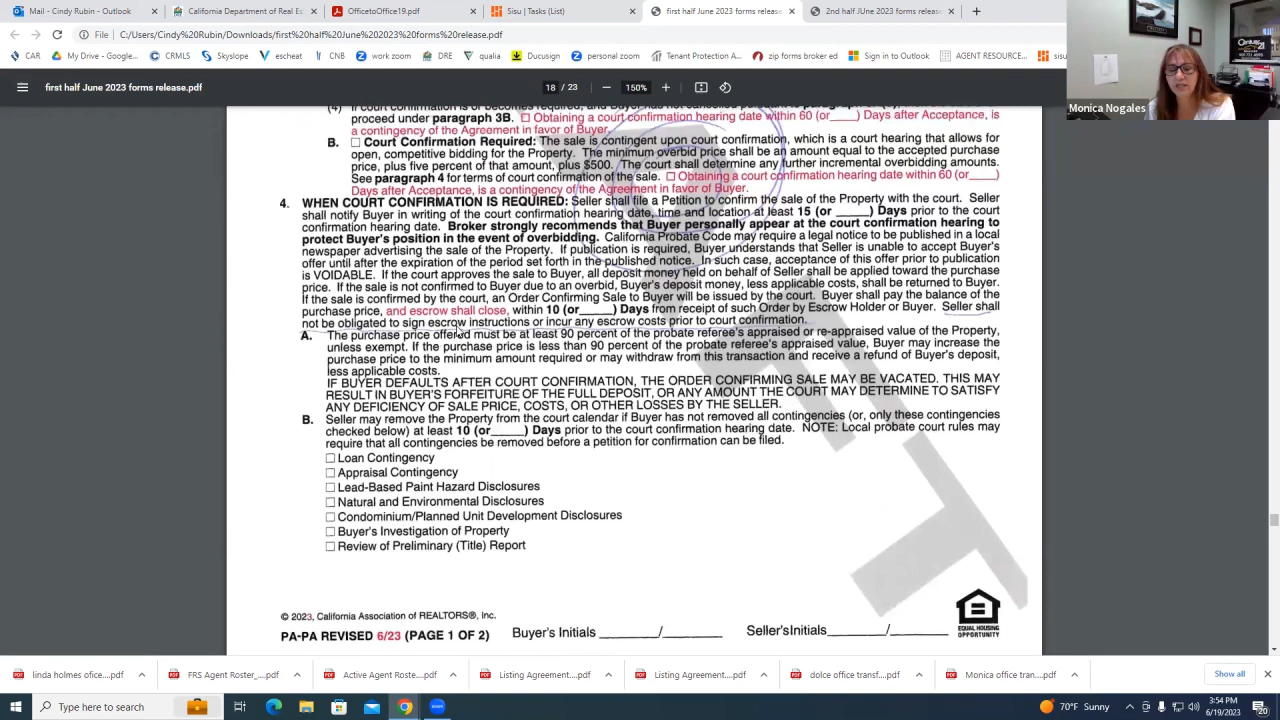 Mail - Cindy Rubin - Outlook
California Department of Real Es
OfficetoOffice19.pdf
Sisu | Tasks (List)
first half June 2023 forms release
2nd half JUne 2023 forms release
File
C:/Users/Cindy%20Rubin/Downloads/first%20half%20June%202023%20forms%20release.pdf
CAR
My Drive - Google...
CRMLS
Skyslope
escheat
CNB
work zoom
DRE
qualia
Ducusign
personal zoom
Tenant Protection A...
zip forms broker ed
Sign in to Outlook
AGENT RESOURCE...
first half June 2023 forms release.pdf
18 / 23
150%
Monica Nogales
proceed under paragraph 3B. ☐ Obtaining a court confirmation hearing date within 60 (or____) Days after Acceptance, is
a contingency of the Agreement in favor of Buyer.
B. ☐ Court Confirmation Required: The sale is contingent upon court confirmation, which is a court hearing that allows for
open, competitive bidding for the Property. The minimum overbid price shall be an amount equal to the accepted purchase
price, plus five percent of that amount, plus $500. The court shall determine any further incremental overbidding amounts.
See paragraph 4 for terms of court confirmation of the sale. ☐ Obtaining a court confirmation hearing date within 60 (or____)
Days after Acceptance, is a contingency of the Agreement in favor of Buyer.
4. WHEN COURT CONFIRMATION IS REQUIRED: Seller shall file a Petition to confirm the sale of the Property with the court. Seller
shall notify Buyer in writing of the court confirmation hearing date, time and location at least 15 (or _____) Days prior to the court
confirmation hearing date. Broker strongly recommends that Buyer personally appear at the court confirmation hearing to
protect Buyer's position in the event of overbidding. California Probate Code may require a legal notice to be published in a local
newspaper advertising the sale of the Property. If publication is required, Buyer understands that Seller is unable to accept Buyer's
offer until after the expiration of the period set forth in the published notice. In such case, acceptance of this offer prior to publication
is VOIDABLE. If the court approves the sale to Buyer, all deposit money held on behalf of Seller shall be applied toward the purchase
price. If the sale is not confirmed to Buyer due to an overbid, Buyer's deposit money, less applicable costs, shall be returned to Buyer.
If the sale is confirmed by the court, an Order Confirming Sale to Buyer will be issued by the court. Buyer shall pay the balance of the
purchase price, and escrow shall close, within 10 (or_____) Days from receipt of such Order by Escrow Holder or Buyer. Seller shall
not be obligated to sign escrow instructions or incur any escrow costs prior to court confirmation.
A. The purchase price offered must be at least 90 percent of the probate referee's appraised or re-appraised value of the Property,
unless exempt. If the purchase price is less than 90 percent of the probate referee's appraised value, Buyer may increase the
purchase price to the minimum amount required or may withdraw from this transaction and receive a refund of Buyer's deposit,
less applicable costs.
IF BUYER DEFAULTS AFTER COURT CONFIRMATION, THE ORDER CONFIRMING SALE MAY BE VACATED. THIS MAY
RESULT IN BUYER'S FORFEITURE OF THE FULL DEPOSIT, OR ANY AMOUNT THE COURT MAY DETERMINE TO SATISFY
ANY DEFICIENCY OF SALE PRICE, COSTS, OR OTHER LOSSES BY THE SELLER.
B. Seller may remove the Property from the court calendar if Buyer has not removed all contingencies (or, only these contingencies
checked below) at least 10 (or_____) Days prior to the court confirmation hearing date. NOTE: Local probate court rules may
require that all contingencies be removed before a petition for confirmation can be filed.
☐ Loan Contingency
☐ Appraisal Contingency
☐ Lead-Based Paint Hazard Disclosures
☐ Natural and Environmental Disclosures
☐ Condominium/Planned Unit Development Disclosures
☐ Buyer's Investigation of Property
☐ Review of Preliminary (Title) Report
© 2023, California Association of REALTORS®, Inc.
PA-PA REVISED 6/23 (PAGE 1 OF 2)
Buyer's Initials ______/______
Seller's Initials______/______
EQUAL HOUSING
OPPORTUNITY
linda holmes ofice....pdf
FRS Agent Roster_...pdf
Active Agent Roste....pdf
Listing Agreement....pdf
Listing Agreement....pdf
dolce office transf....pdf
Monica office tran....pdf
Show all
Type here to search
70°F Sunny
3:54 PM
6/19/2023
20